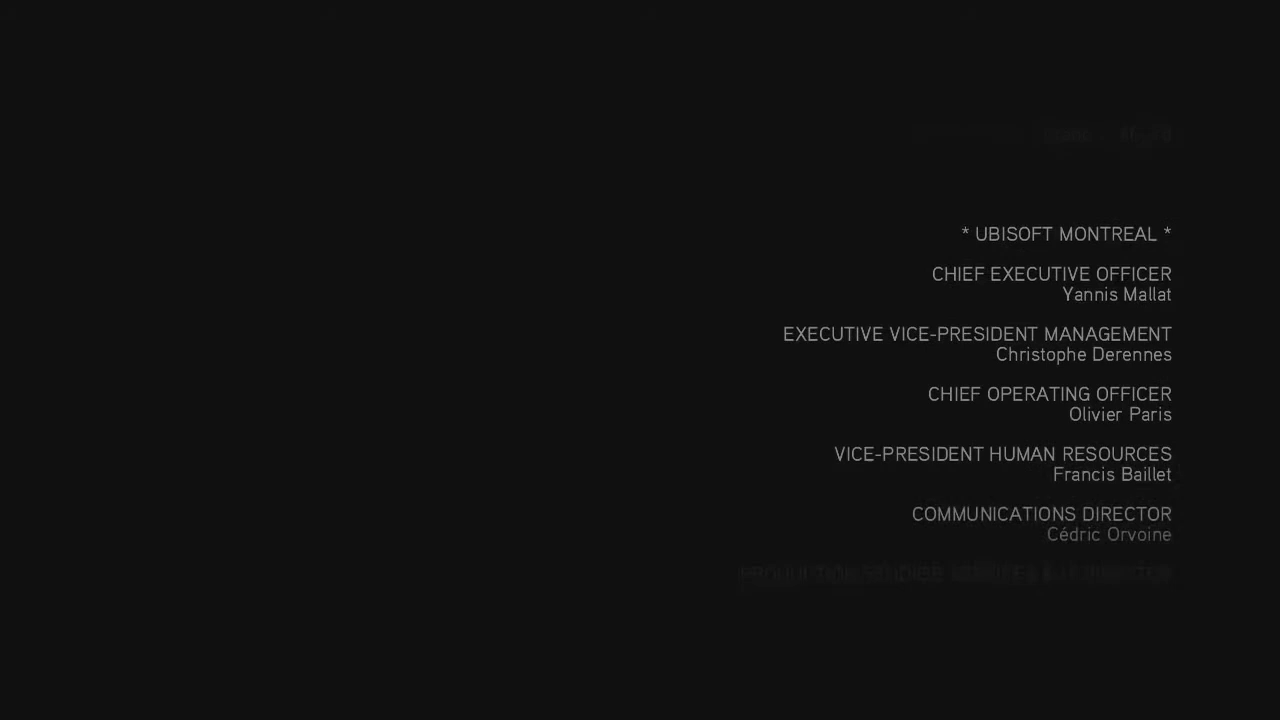 * UBISOFT MONTREAL *
CHIEF EXECUTIVE OFFICER
Yannis Mallat
EXECUTIVE VICE-PRESIDENT MANAGEMENT
Christophe Derennes
CHIEF OPERATING OFFICER
Olivier Paris
VICE-PRESIDENT HUMAN RESOURCES
Francis Baillet
COMMUNICATIONS DIRECTOR
Cédric Orvoine